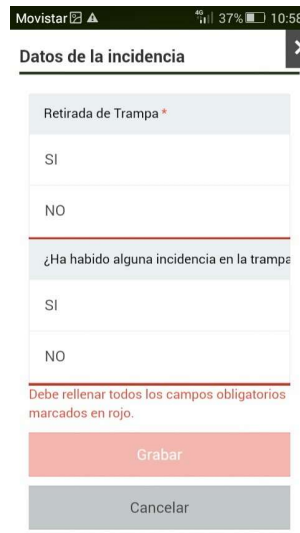 Movistar 4G 37% 10:58
Datos de la incidencia
Retirada de Trampa *
SI
NO
¿Ha habido alguna incidencia en la trampa
SI
NO
Debe rellenar todos los campos obligatorios
marcados en rojo.
Grabar
Cancelar